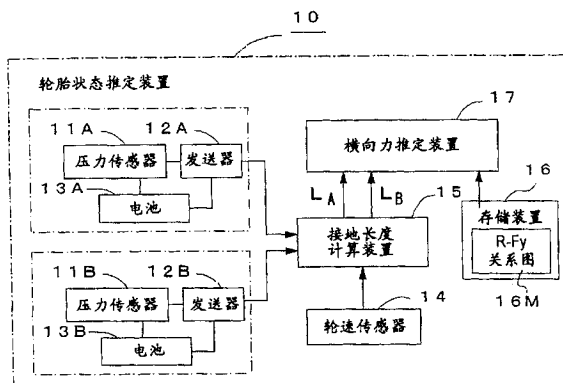 10
轮胎状态推定装置
11A
12A
压力传感器
发送器
13A
电池
17
横向力推定装置
LA
LB
15
接地长度
计算装置
16
存储装置
R-Fy
关系图
16M
11B
12B
压力传感器
发送器
13B
电池
14
轮速传感器